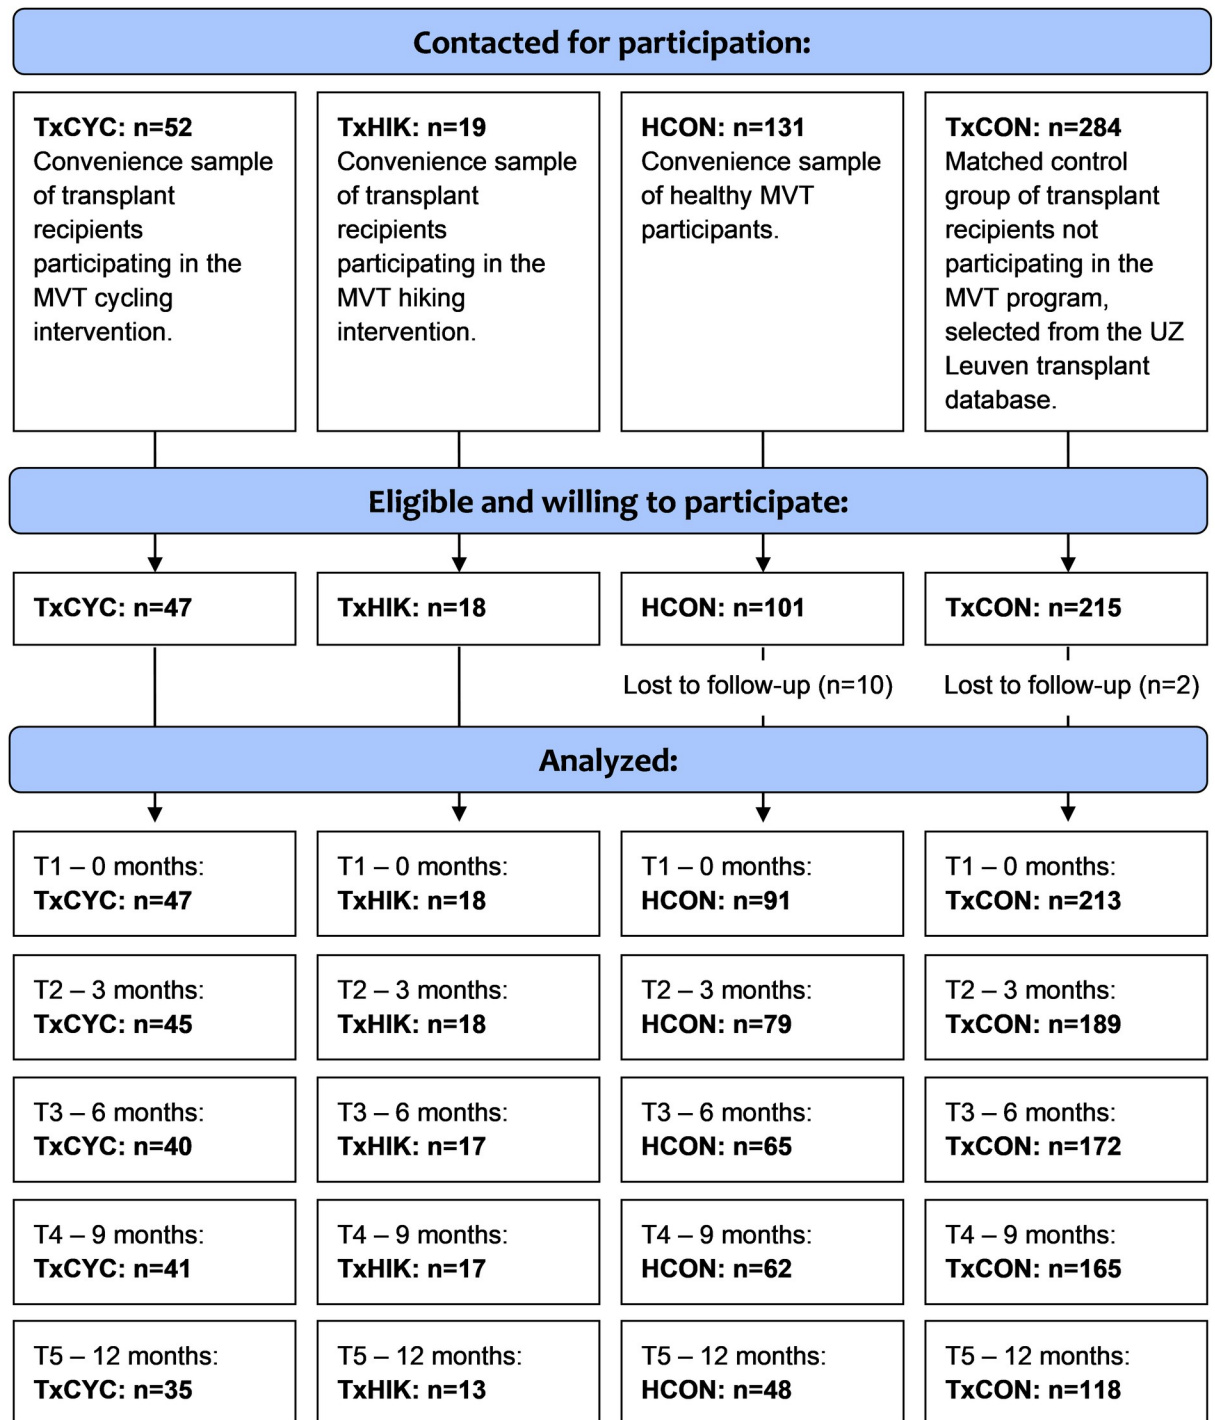 Contacted for participation:
TxCYC: n=52
Convenience sample
of transplant
recipients
participating in the
MVT cycling
intervention.
TxHIK: n=19
Convenience sample
of transplant
recipients
participating in the
MVT hiking
intervention.
HCON: n=131
Convenience sample
of healthy MVT
participants.
TxCON: n=284
Matched control
group of transplant
recipients not
participating in the
MVT program,
selected from the UZ
Leuven transplant
database.
Eligible and willing to participate:
TxCYC: n=47
TxHIK: n=18
HCON: n=101
TxCON: n=215
Lost to follow-up (n=10)
Lost to follow-up (n=2)
Analyzed:
T1 – 0 months:
TxCYC: n=47
T1 – 0 months:
TxHIK: n=18
T1 – 0 months:
HCON: n=91
T1 – 0 months:
TxCON: n=213
T2 – 3 months:
TxCYC: n=45
T2 – 3 months:
TxHIK: n=18
T2 – 3 months:
HCON: n=79
T2 – 3 months:
TxCON: n=189
T3 – 6 months:
TxCYC: n=40
T3 – 6 months:
TxHIK: n=17
T3 – 6 months:
HCON: n=65
T3 – 6 months:
TxCON: n=172
T4 – 9 months:
TxCYC: n=41
T4 – 9 months:
TxHIK: n=17
T4 – 9 months:
HCON: n=62
T4 – 9 months:
TxCON: n=165
T5 – 12 months:
TxCYC: n=35
T5 – 12 months:
TxHIK: n=13
T5 – 12 months:
HCON: n=48
T5 – 12 months:
TxCON: n=118